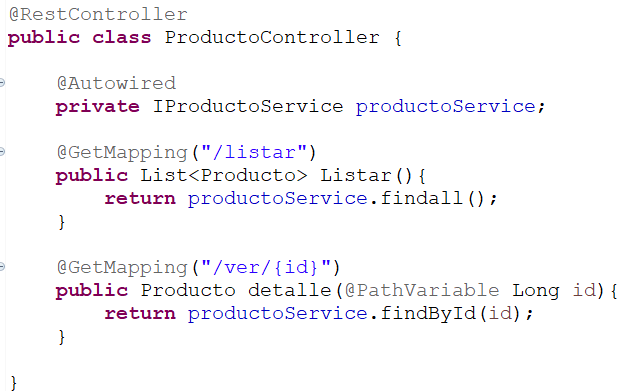 @RestController
public class ProductoController {
@Autowired
private IProductoService productoService;
@GetMapping("/listar")
public List<Producto> Listar(){
return productoService.findall();
}
@GetMapping("/ver/{id}")
public Producto detalle(@PathVariable Long id){
return productoService.findById(id);
}
}